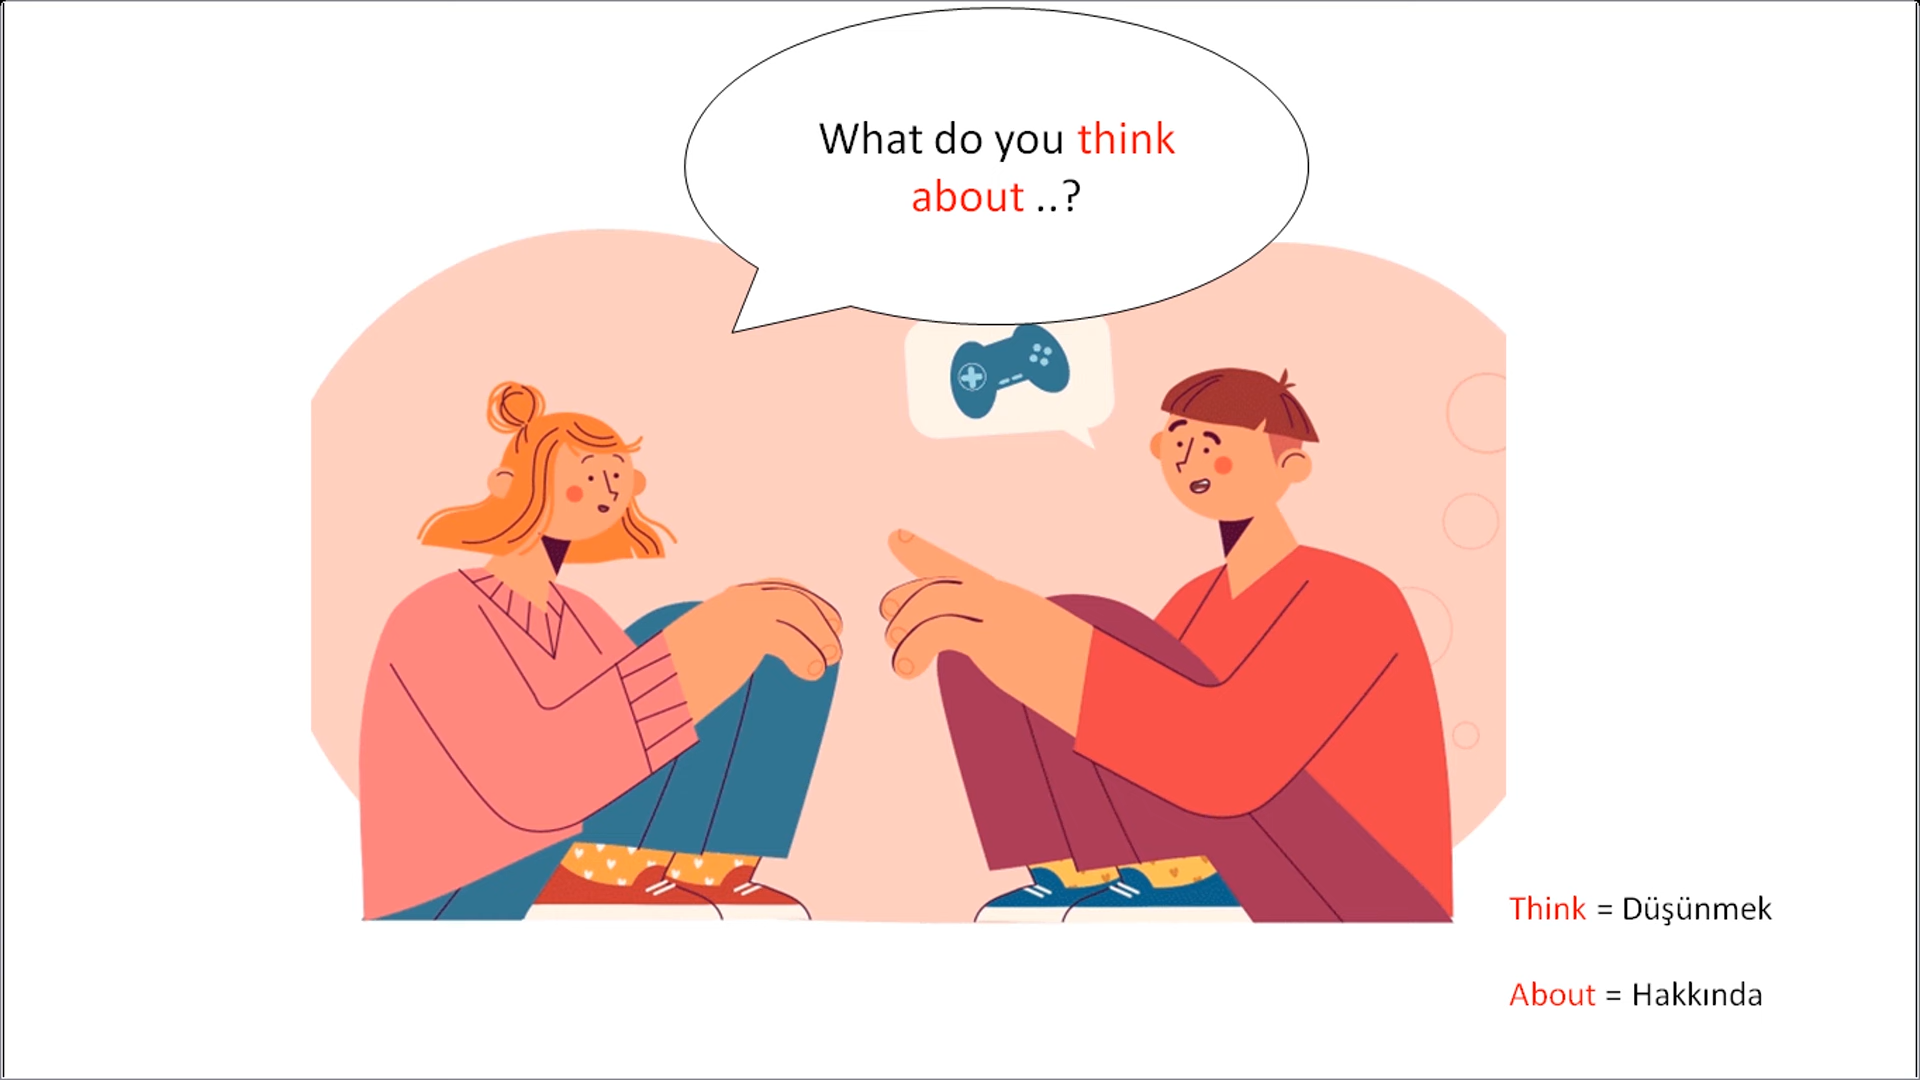 What do you think
about ..?
Think = Düşünmek
About = Hakkında